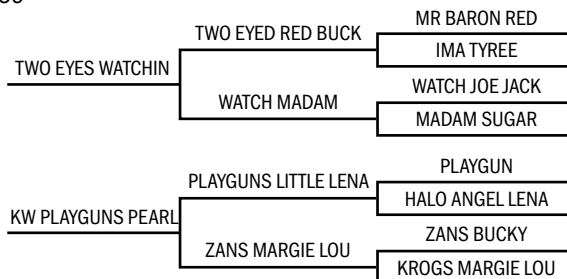 MR BARON RED
TWO EYED RED BUCK
IMA TYREE
TWO EYES WATCHIN
WATCH JOE JACK
WATCH MADAM
MADAM SUGAR
PLAYGUN
PLAYGUNS LITTLE LENA
HALO ANGEL LENA
KW PLAYGUNS PEARL
ZANS BUCKY
ZANS MARGIE LOU
KROGS MARGIE LOU